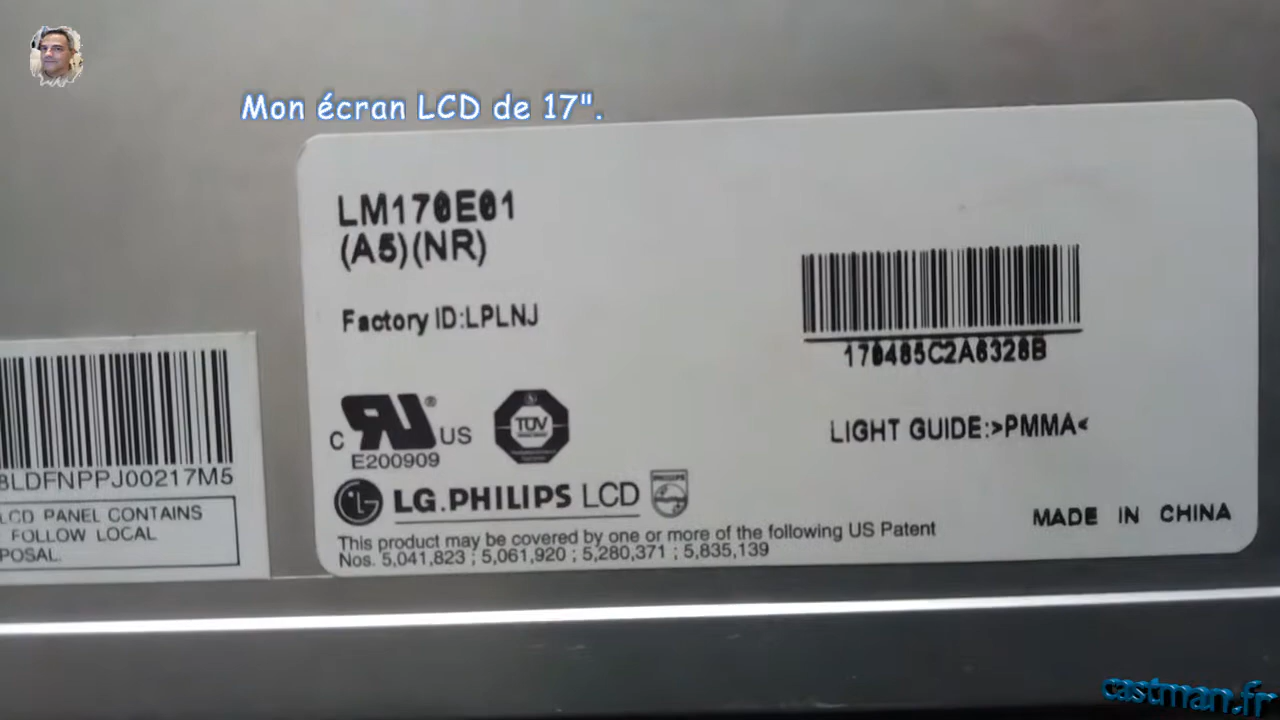 Mon écran LCD de 17".
LM170E01
(A5)(NR)
Factory ID:LPLNJ
170485C2A6326B
C
US
E200909
TÜV
LIGHT GUIDE:>PMMA<
LG.PHILIPS LCD
PHILIPS
MADE IN CHINA
This product may be covered by one or more of the following US Patent
Nos. 5,041,823 ; 5,061,920 ; 5,280,371 ; 5,835,139
BLDFNPPJ00217M5
LCD PANEL CONTAINS
FOLLOW LOCAL
POSAL.
castman.fr